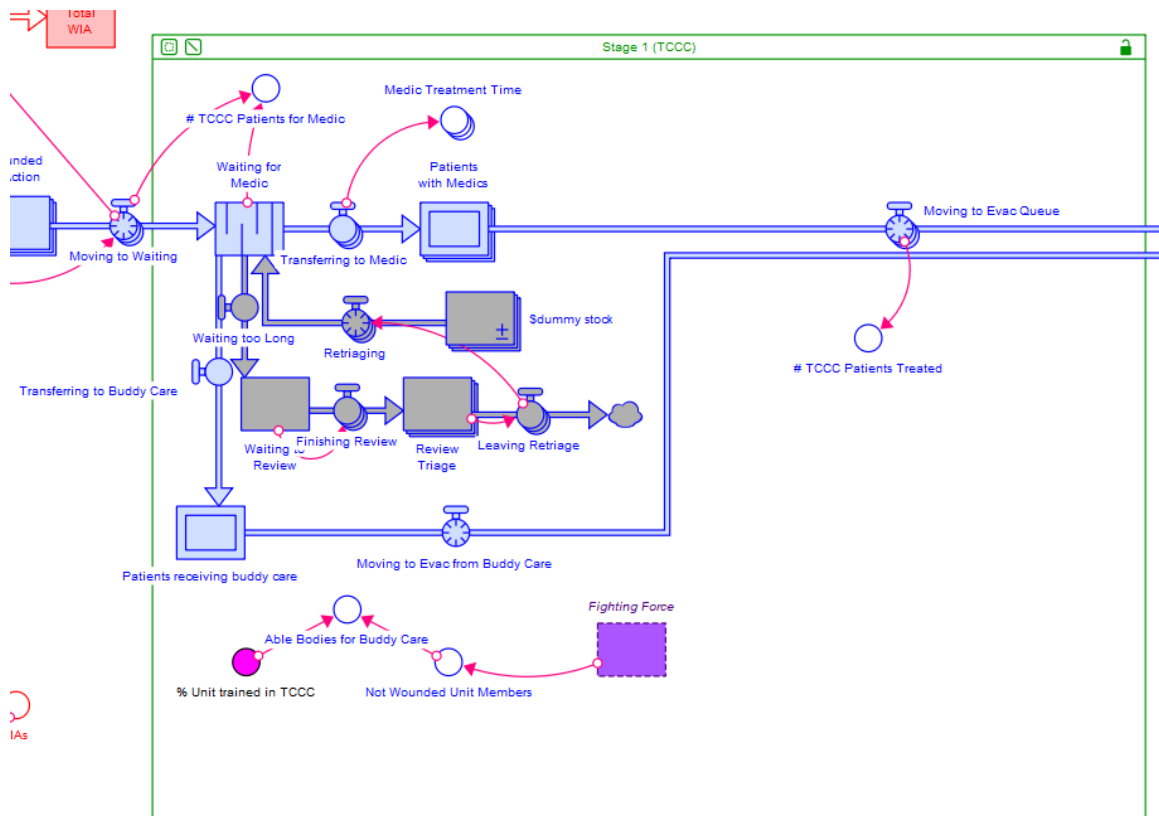 Total
WIA
Stage 1 (TCCC)
Medic Treatment Time
# TCCC Patients for Medic
Waiting for
Medic
Patients
with Medics
Moving to Evac Queue
Moving to Waiting
Transferring to Medic
Waiting too Long
Retriaging
$dummy stock
±
# TCCC Patients Treated
Transferring to Buddy Care
Finishing Review
Waiting to
Review
Review
Triage
Leaving Retriage
Moving to Evac from Buddy Care
Patients receiving buddy care
Fighting Force
Able Bodies for Buddy Care
% Unit trained in TCCC
Not Wounded Unit Members